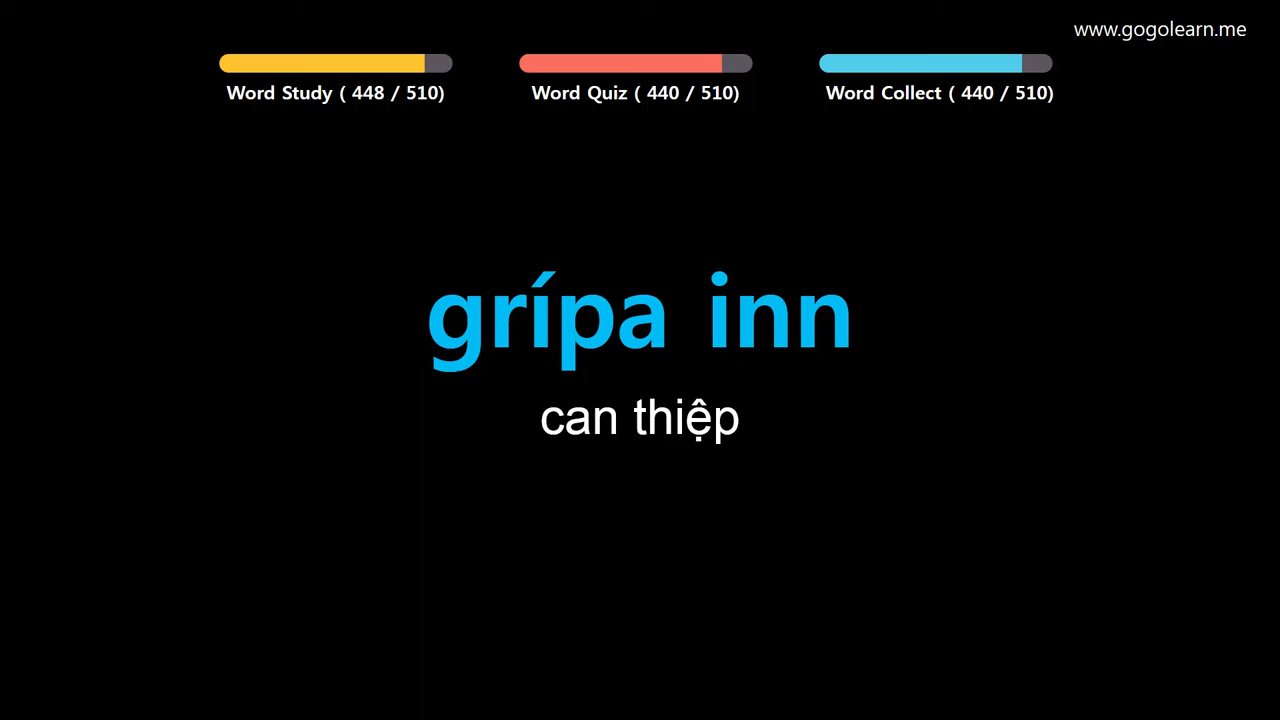 www.gogolearn.me
Word Study ( 448 / 510)
Word Quiz ( 440 / 510)
Word Collect ( 440 / 510)
grípa inn
can thiệp